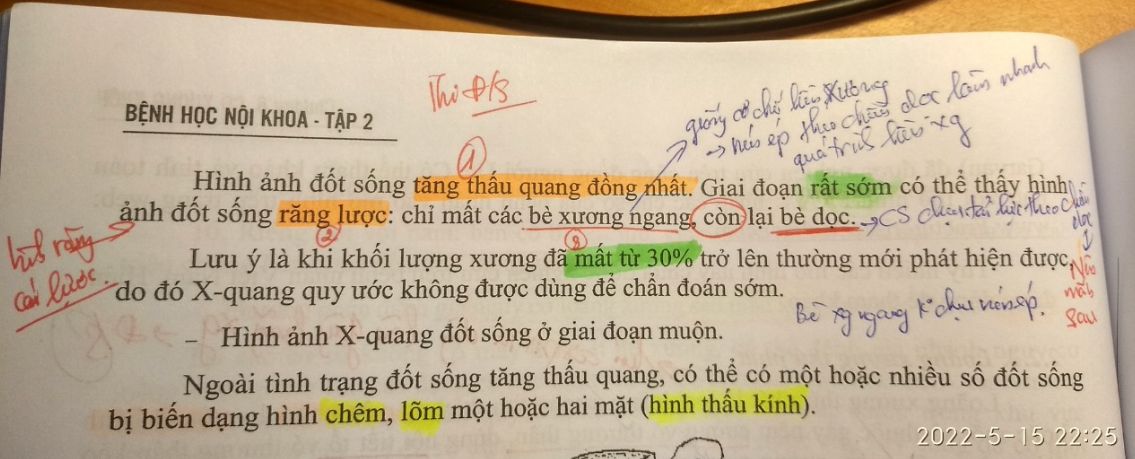 Thi Đ/S
BỆNH HỌC NỘI KHOA - TẬP 2
giống cơ chế liền xương
→ nén ép theo chiều dọc làm nhanh
quá trình liền xg
1
Hình ảnh đốt sống tăng thấu quang đồng nhất. Giai đoạn rất sớm có thể thấy hình
ảnh đốt sống răng lược: chỉ mất các bè xương ngang, còn lại bè dọc.
→ CS chịu tải lực theo chiều
dọc
2
hình răng
cái lược.
3
Lưu ý là khi khối lượng xương đã mất từ 30% trở lên thường mới phát hiện được,
do đó X-quang quy ước không được dùng để chẩn đoán sớm.
Nên
mất
sau
Bè xg ngang k chịu nén ép.
– Hình ảnh X-quang đốt sống ở giai đoạn muộn.
Ngoài tình trạng đốt sống tăng thấu quang, có thể có một hoặc nhiều số đốt sống
bị biến dạng hình chêm, lõm một hoặc hai mặt (hình thấu kính).
2022-5-15 22:25